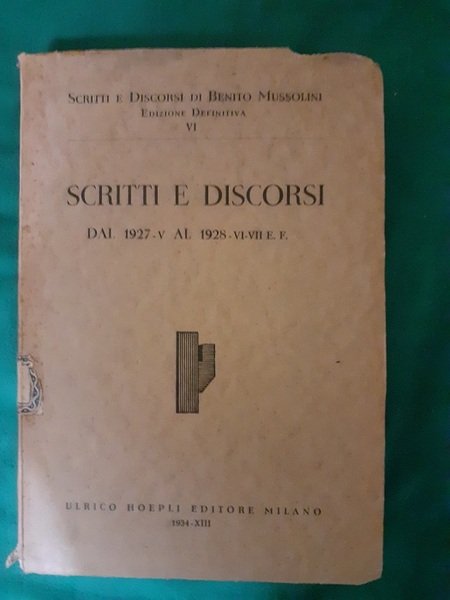 SCRITTI E DISCORSI DI BENITO MUSSOLINI
EDIZIONE DEFINITIVA
VI
SCRITTI E DISCORSI
DAL 1927-V AL 1928-VI-VII E. F.
ULRICO HOEPLI EDITORE MILANO
1934-XIII